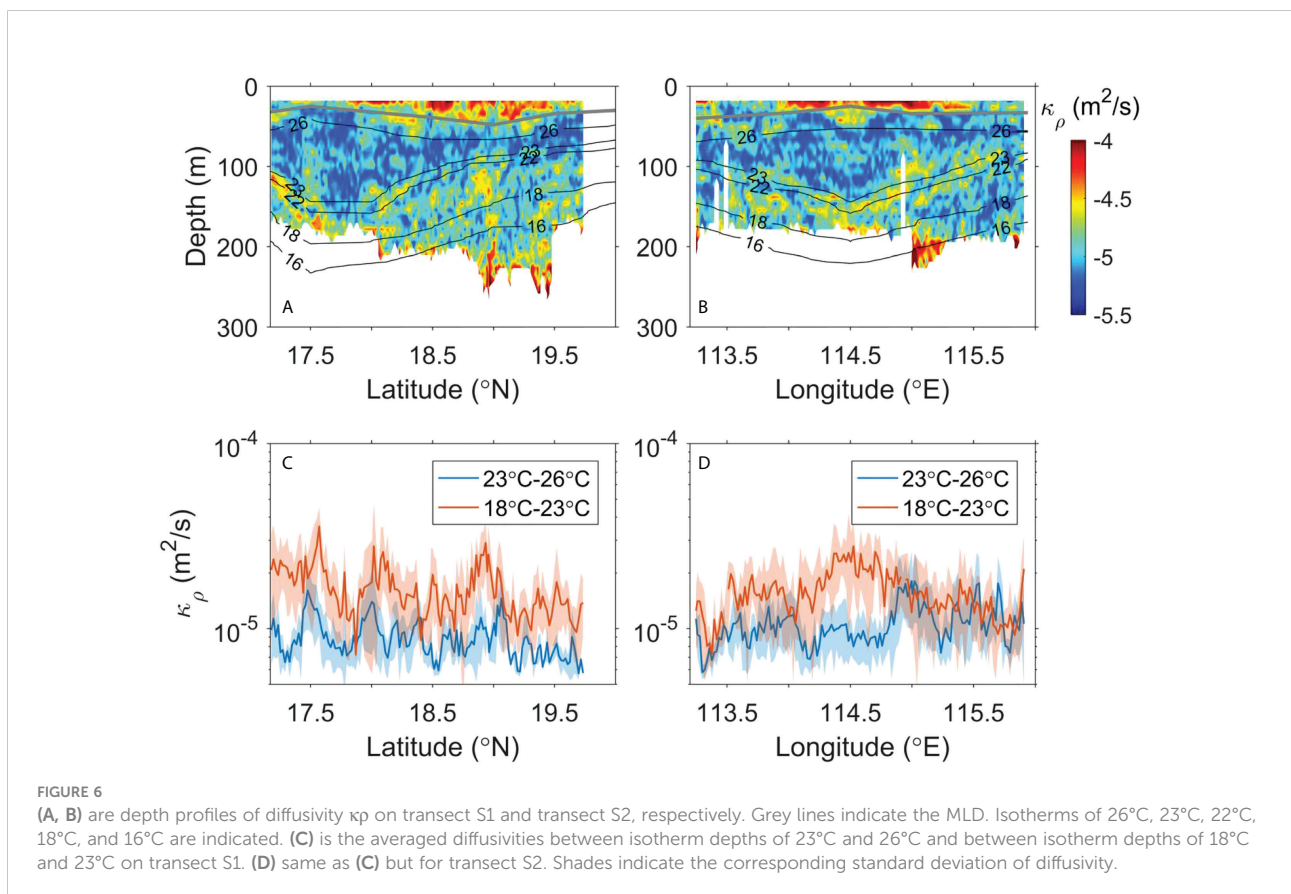 0
100
200
300
Depth (m)
26
23
22
23
22
18
18
16
16
A
17.5
18.5
19.5
Latitude (°N)
0
100
200
300
26
26
23
22
23
22
18
18
16
16
B
113.5
114.5
115.5
Longitude (°E)
κρ (m²/s)
-4
-4.5
-5
-5.5
10⁻⁴
10⁻⁵
κρ (m²/s)
C
23°C-26°C
18°C-23°C
17.5
18.5
19.5
Latitude (°N)
10⁻⁴
10⁻⁵
D
23°C-26°C
18°C-23°C
113.5
114.5
115.5
Longitude (°E)
FIGURE 6
(A, B) are depth profiles of diffusivity κρ on transect S1 and transect S2, respectively. Grey lines indicate the MLD. Isotherms of 26°C, 23°C, 22°C,
18°C, and 16°C are indicated. (C) is the averaged diffusivities between isotherm depths of 23°C and 26°C and between isotherm depths of 18°C
and 23°C on transect S1. (D) same as (C) but for transect S2. Shades indicate the corresponding standard deviation of diffusivity.